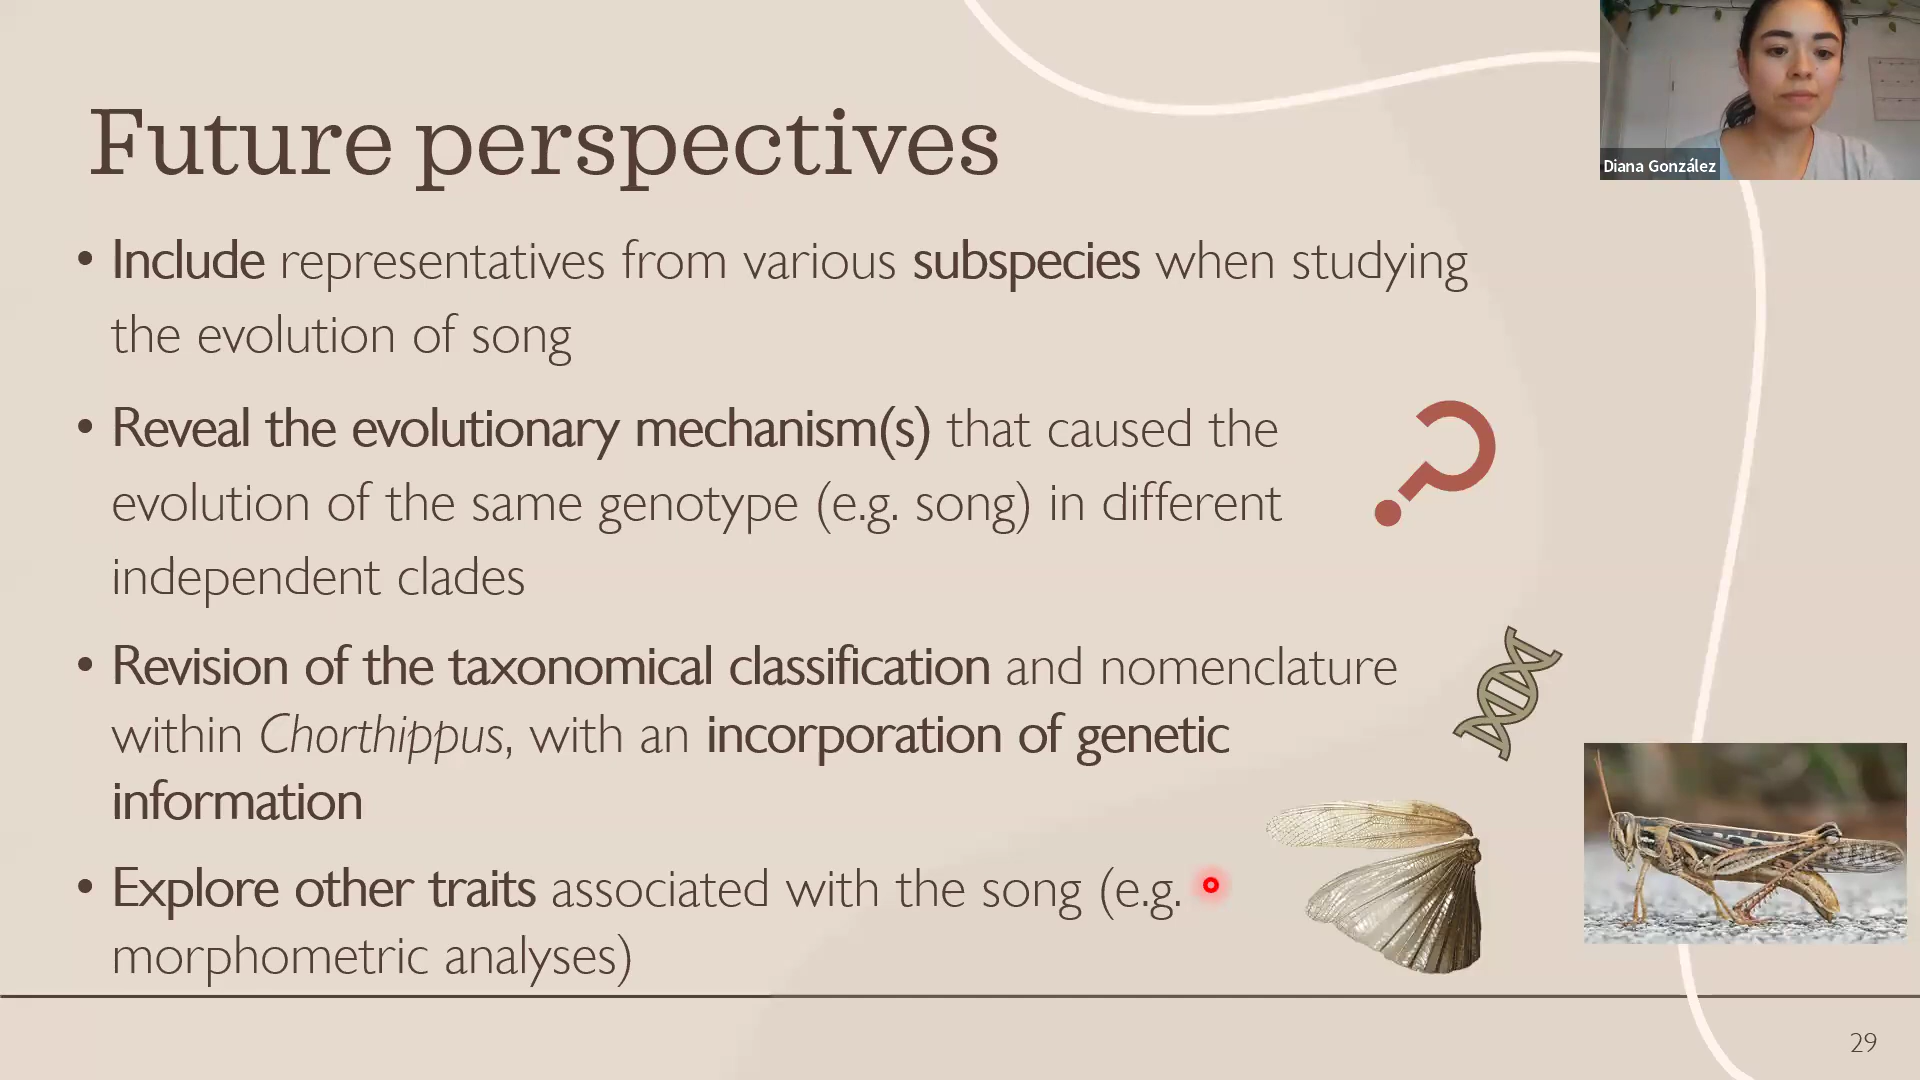 Future perspectives
Diana González
• Include representatives from various subspecies when studying
the evolution of song
• Reveal the evolutionary mechanism(s) that caused the
evolution of the same genotype (e.g. song) in different
independent clades
• Revision of the taxonomical classification and nomenclature
within Chorthippus, with an incorporation of genetic
information
• Explore other traits associated with the song (e.g.
morphometric analyses)
29